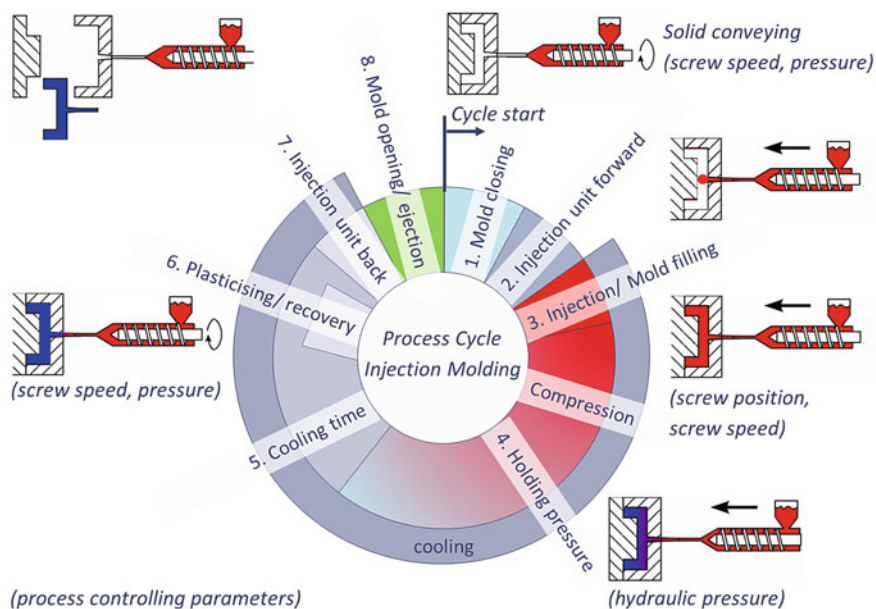 Solid conveying
(screw speed, pressure)
Cycle start
1. Mold closing
2. Injection unit forward
3. Injection/ Mold filling
Compression
4. Holding pressure
5. Cooling time
6. Plasticising/
recovery
7. Injection
unit back
8. Mold opening/
ejection
Process Cycle
Injection Molding
cooling
(screw position,
screw speed)
(screw speed, pressure)
(hydraulic pressure)
(process controlling parameters)